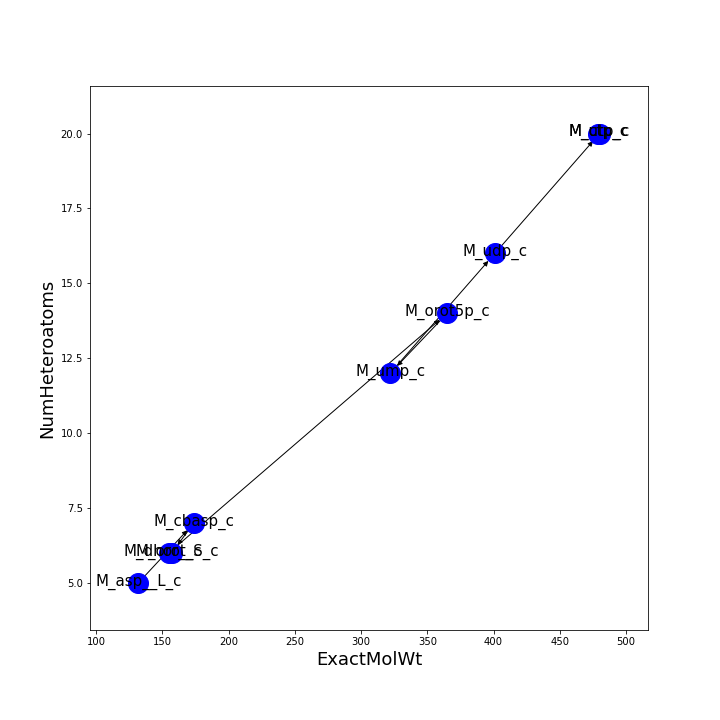 20.0
17.5
M_udp_c
15.0
M_orot5p_c
12.5
M_ump_c
10.0
7.5
M_cbasp_c
5.0
M_asp__L_c
NumHeteroatoms
100 150 200 250 300 350 400 450 500
ExactMolWt